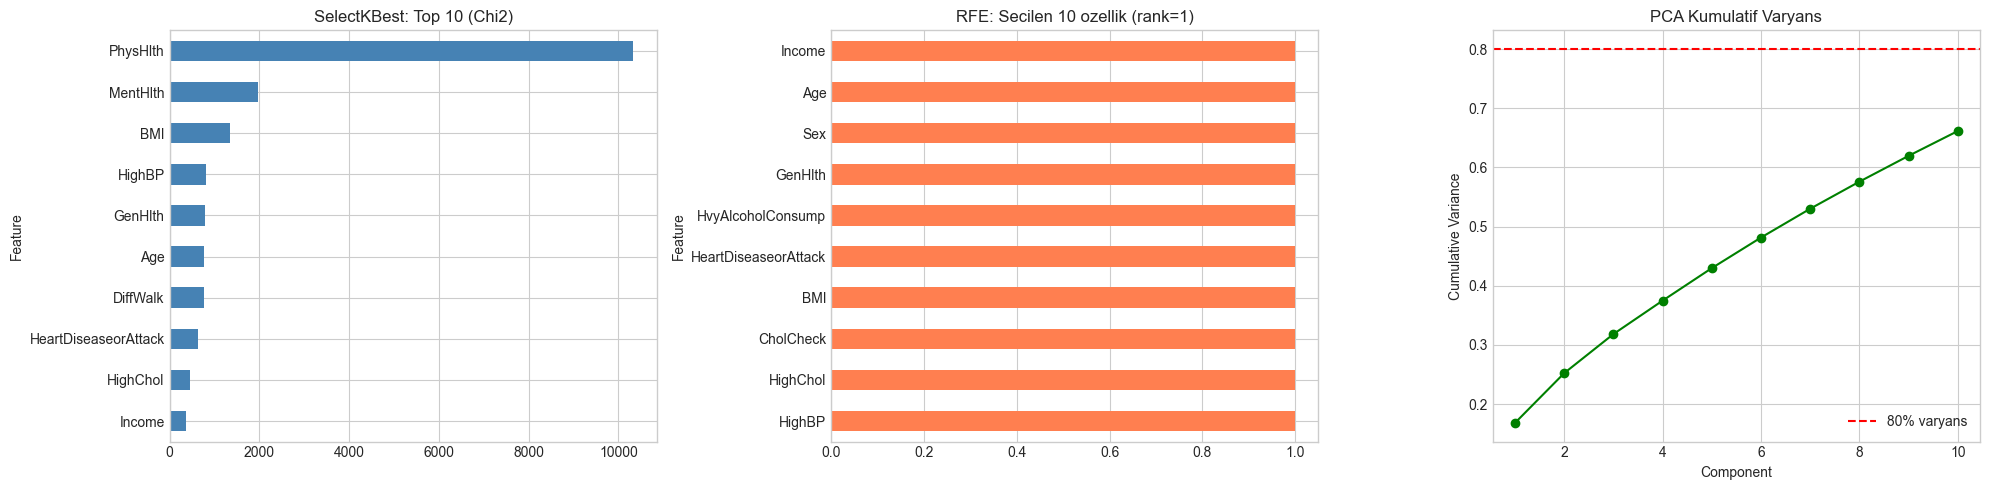 SelectKBest: Top 10 (Chi2)
Feature
PhysHlth
MentHlth
BMI
HighBP
GenHlth
Age
DiffWalk
HeartDiseaseorAttack
HighChol
Income
0 2000 4000 6000 8000 10000
RFE: Secilen 10 ozellik (rank=1)
Feature
Income
Age
Sex
GenHlth
HvyAlcoholConsump
HeartDiseaseorAttack
BMI
CholCheck
HighChol
HighBP
0.0 0.2 0.4 0.6 0.8 1.0
PCA Kumulatif Varyans
Cumulative Variance
0.8
0.7
0.6
0.5
0.4
0.3
0.2
80% varyans
2 4 6 8 10
Component